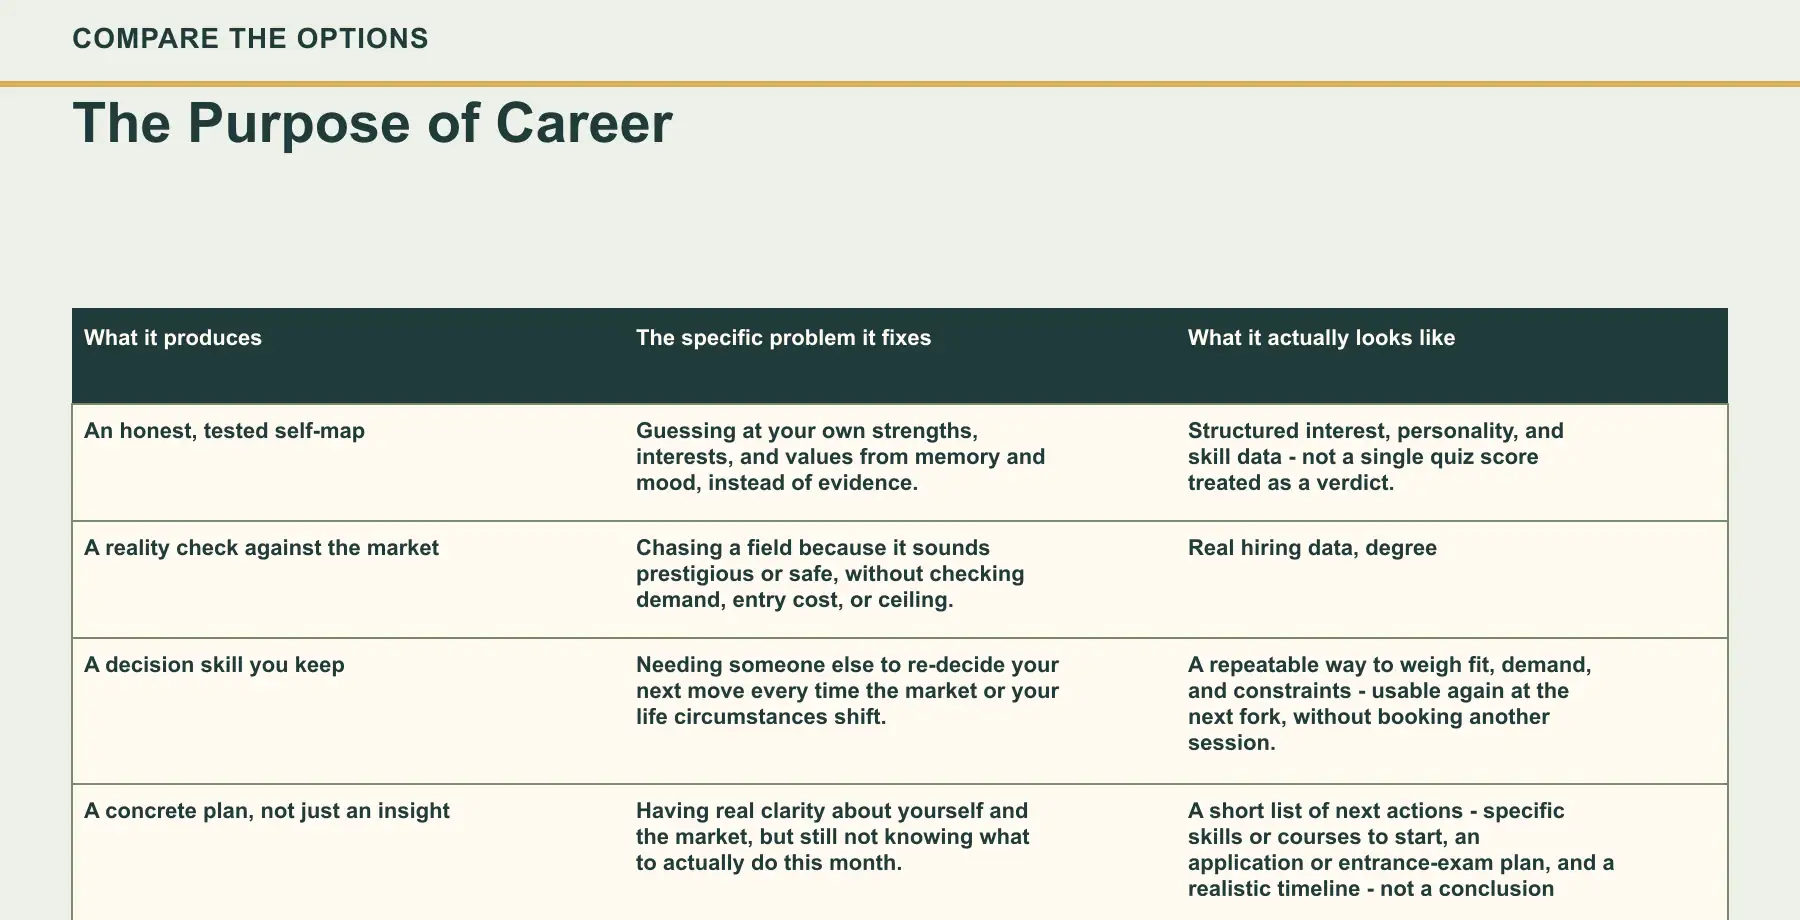 COMPARE THE OPTIONS
The Purpose of Career
What it produces
The specific problem it fixes
What it actually looks like
An honest, tested self-map
Guessing at your own strengths,
interests, and values from memory and
mood, instead of evidence.
Structured interest, personality, and
skill data - not a single quiz score
treated as a verdict.
A reality check against the market
Chasing a field because it sounds
prestigious or safe, without checking
demand, entry cost, or ceiling.
Real hiring data, degree
A decision skill you keep
Needing someone else to re-decide your
next move every time the market or your
life circumstances shift.
A repeatable way to weigh fit, demand,
and constraints - usable again at the
next fork, without booking another
session.
A concrete plan, not just an insight
Having real clarity about yourself and
the market, but still not knowing what
to actually do this month.
A short list of next actions - specific
skills or courses to start, an
application or entrance-exam plan, and a
realistic timeline - not a conclusion